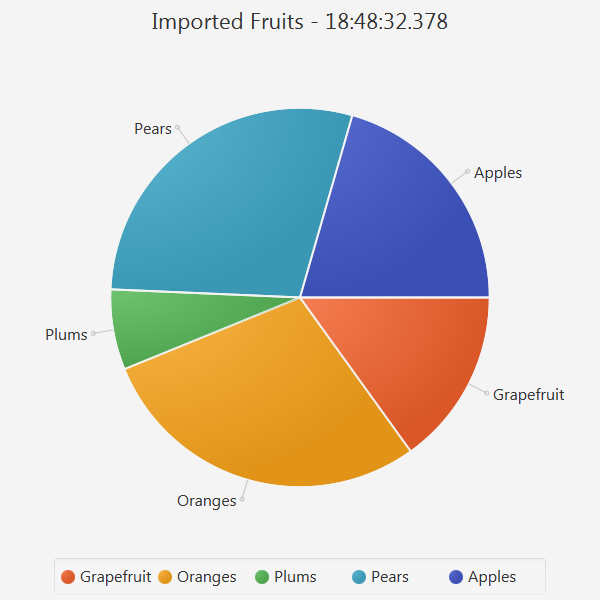 Imported Fruits - 18:48:32.378
Pears
Apples
Plums
Grapefruit
Oranges
Grapefruit Oranges Plums Pears Apples